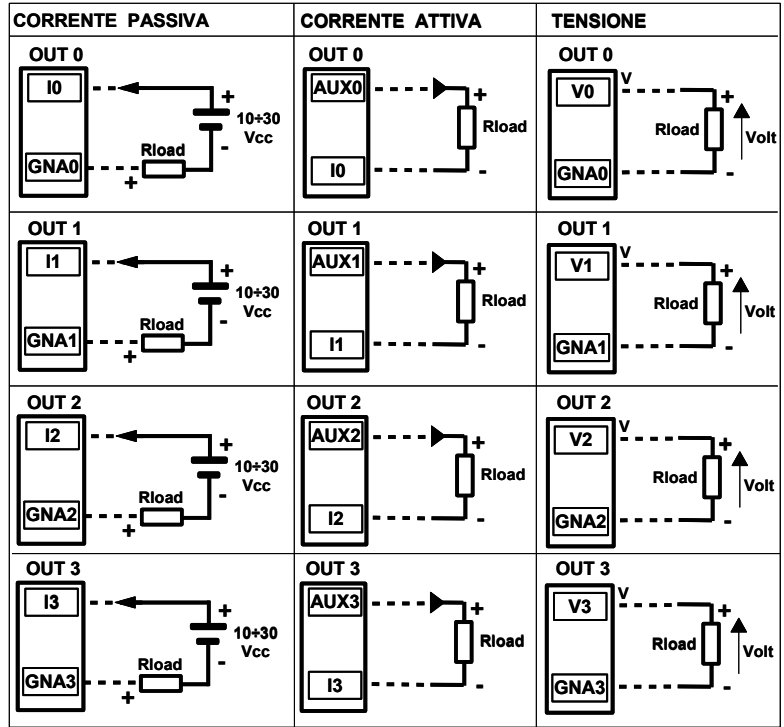 CORRENTE PASSIVA
CORRENTE ATTIVA
TENSIONE
OUT 0
I0
+
10÷30
Vcc
-
Rload
GNA0
+
OUT 0
AUX0
+
Rload
I0
-
OUT 0
V
V0
+
Rload
Volt
GNA0
-
OUT 1
I1
+
10÷30
Vcc
-
Rload
GNA1
+
OUT 1
AUX1
+
Rload
I1
-
OUT 1
V
V1
+
Rload
Volt
GNA1
-
OUT 2
I2
+
10÷30
Vcc
-
Rload
GNA2
+
OUT 2
AUX2
+
Rload
I2
-
OUT 2
V
V2
+
Rload
Volt
GNA2
-
OUT 3
I3
+
10÷30
Vcc
-
Rload
GNA3
+
OUT 3
AUX3
+
Rload
I3
-
OUT 3
V
V3
+
Rload
Volt
GNA3
-